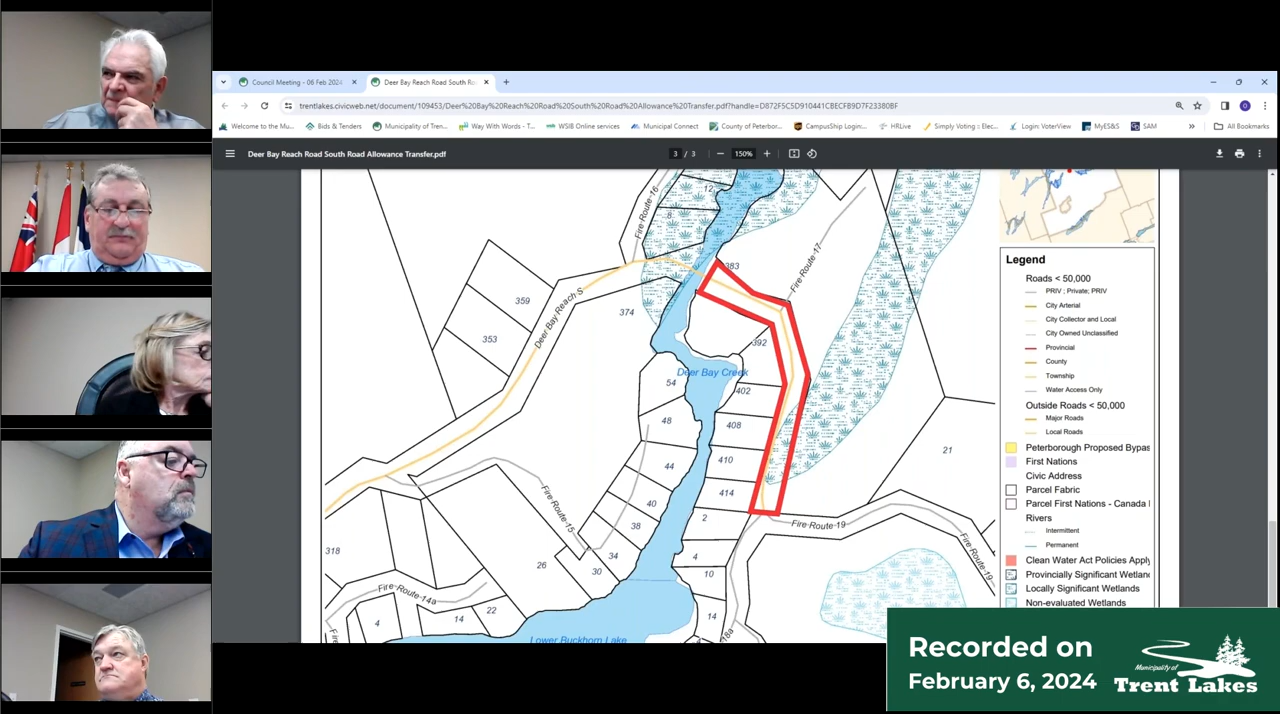 Council Meeting - 06 Feb 2024
Deer Bay Reach Road South Ro
trentlakes.civicweb.net/document/109453/Deer%20Bay%20Reach%20Road%20South%20Road%20Allowance%20Transfer.pdf?handle=D872F5C5D910441CBECFB9D7F23380BF
Welcome to the Mu... Bids & Tenders Municipality of Tren... Way With Words - T... WSIB Online services Municipal Connect County of Peterbor... CampusShip Login:... HRLive Simply Voting :: Elec... Login: VoterView MyES&S SAM » All Bookmarks
Deer Bay Reach Road South Road Allowance Transfer.pdf 3 / 3 150%
Fire Route 16
12
8
383
Fire Route 17
359
374
Deer Bay Reach S
353
392
Deer Bay Creek
54
402
48
408
21
44
410
414
40
Fire Route 15
38
2
Fire Route 19
Fire Route 19
318
34
4
26
30
10
Fire Route 14a
22
4
14
14
18a
Lower Buckhorn Lake
Legend
Roads < 50,000
PRIV ; Private; PRIV
City Arterial
City Collector and Local
City Owned Unclassified
Provincial
County
Township
Water Access Only
Outside Roads < 50,000
Major Roads
Local Roads
Peterborough Proposed Bypas
First Nations
Civic Address
Parcel Fabric
Parcel First Nations - Canada
Rivers
Intermittent
Permanent
Clean Water Act Policies Apply
Provincially Significant Wetlan
Locally Significant Wetlands
Non-evaluated Wetlands
Recorded on
February 6, 2024
Municipality of
Trent Lakes